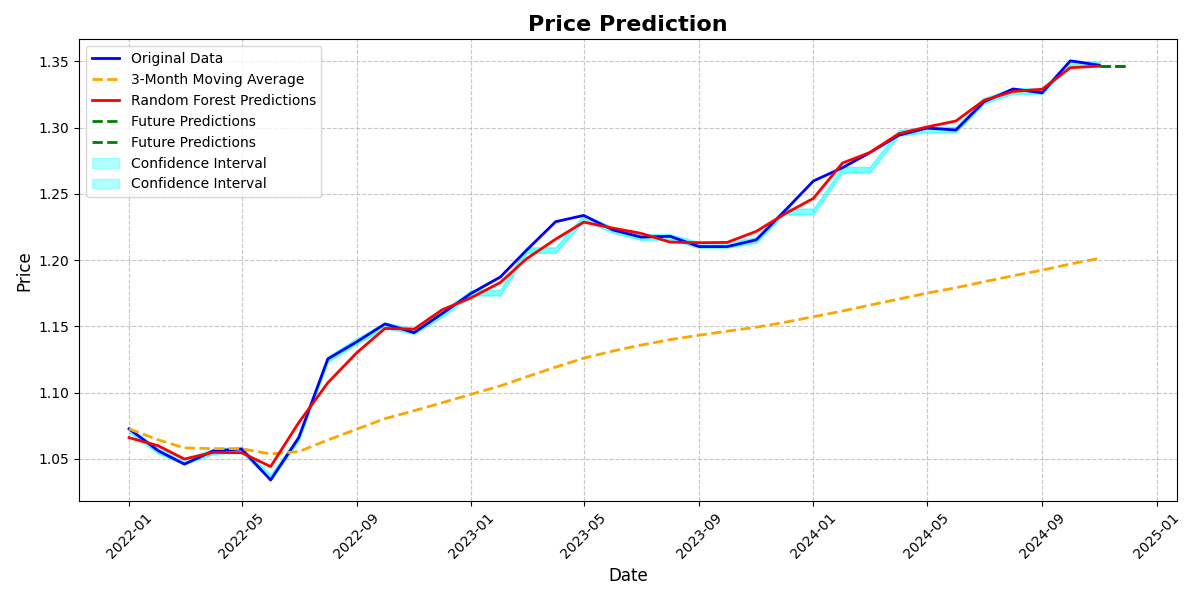 Price Prediction
Original Data
3-Month Moving Average
Random Forest Predictions
Future Predictions
Future Predictions
Confidence Interval
Confidence Interval
Price
1.35
1.30
1.25
1.20
1.15
1.10
1.05
2022-01
2022-05
2022-09
2023-01
2023-05
2023-09
2024-01
2024-05
2024-09
2025-01
Date